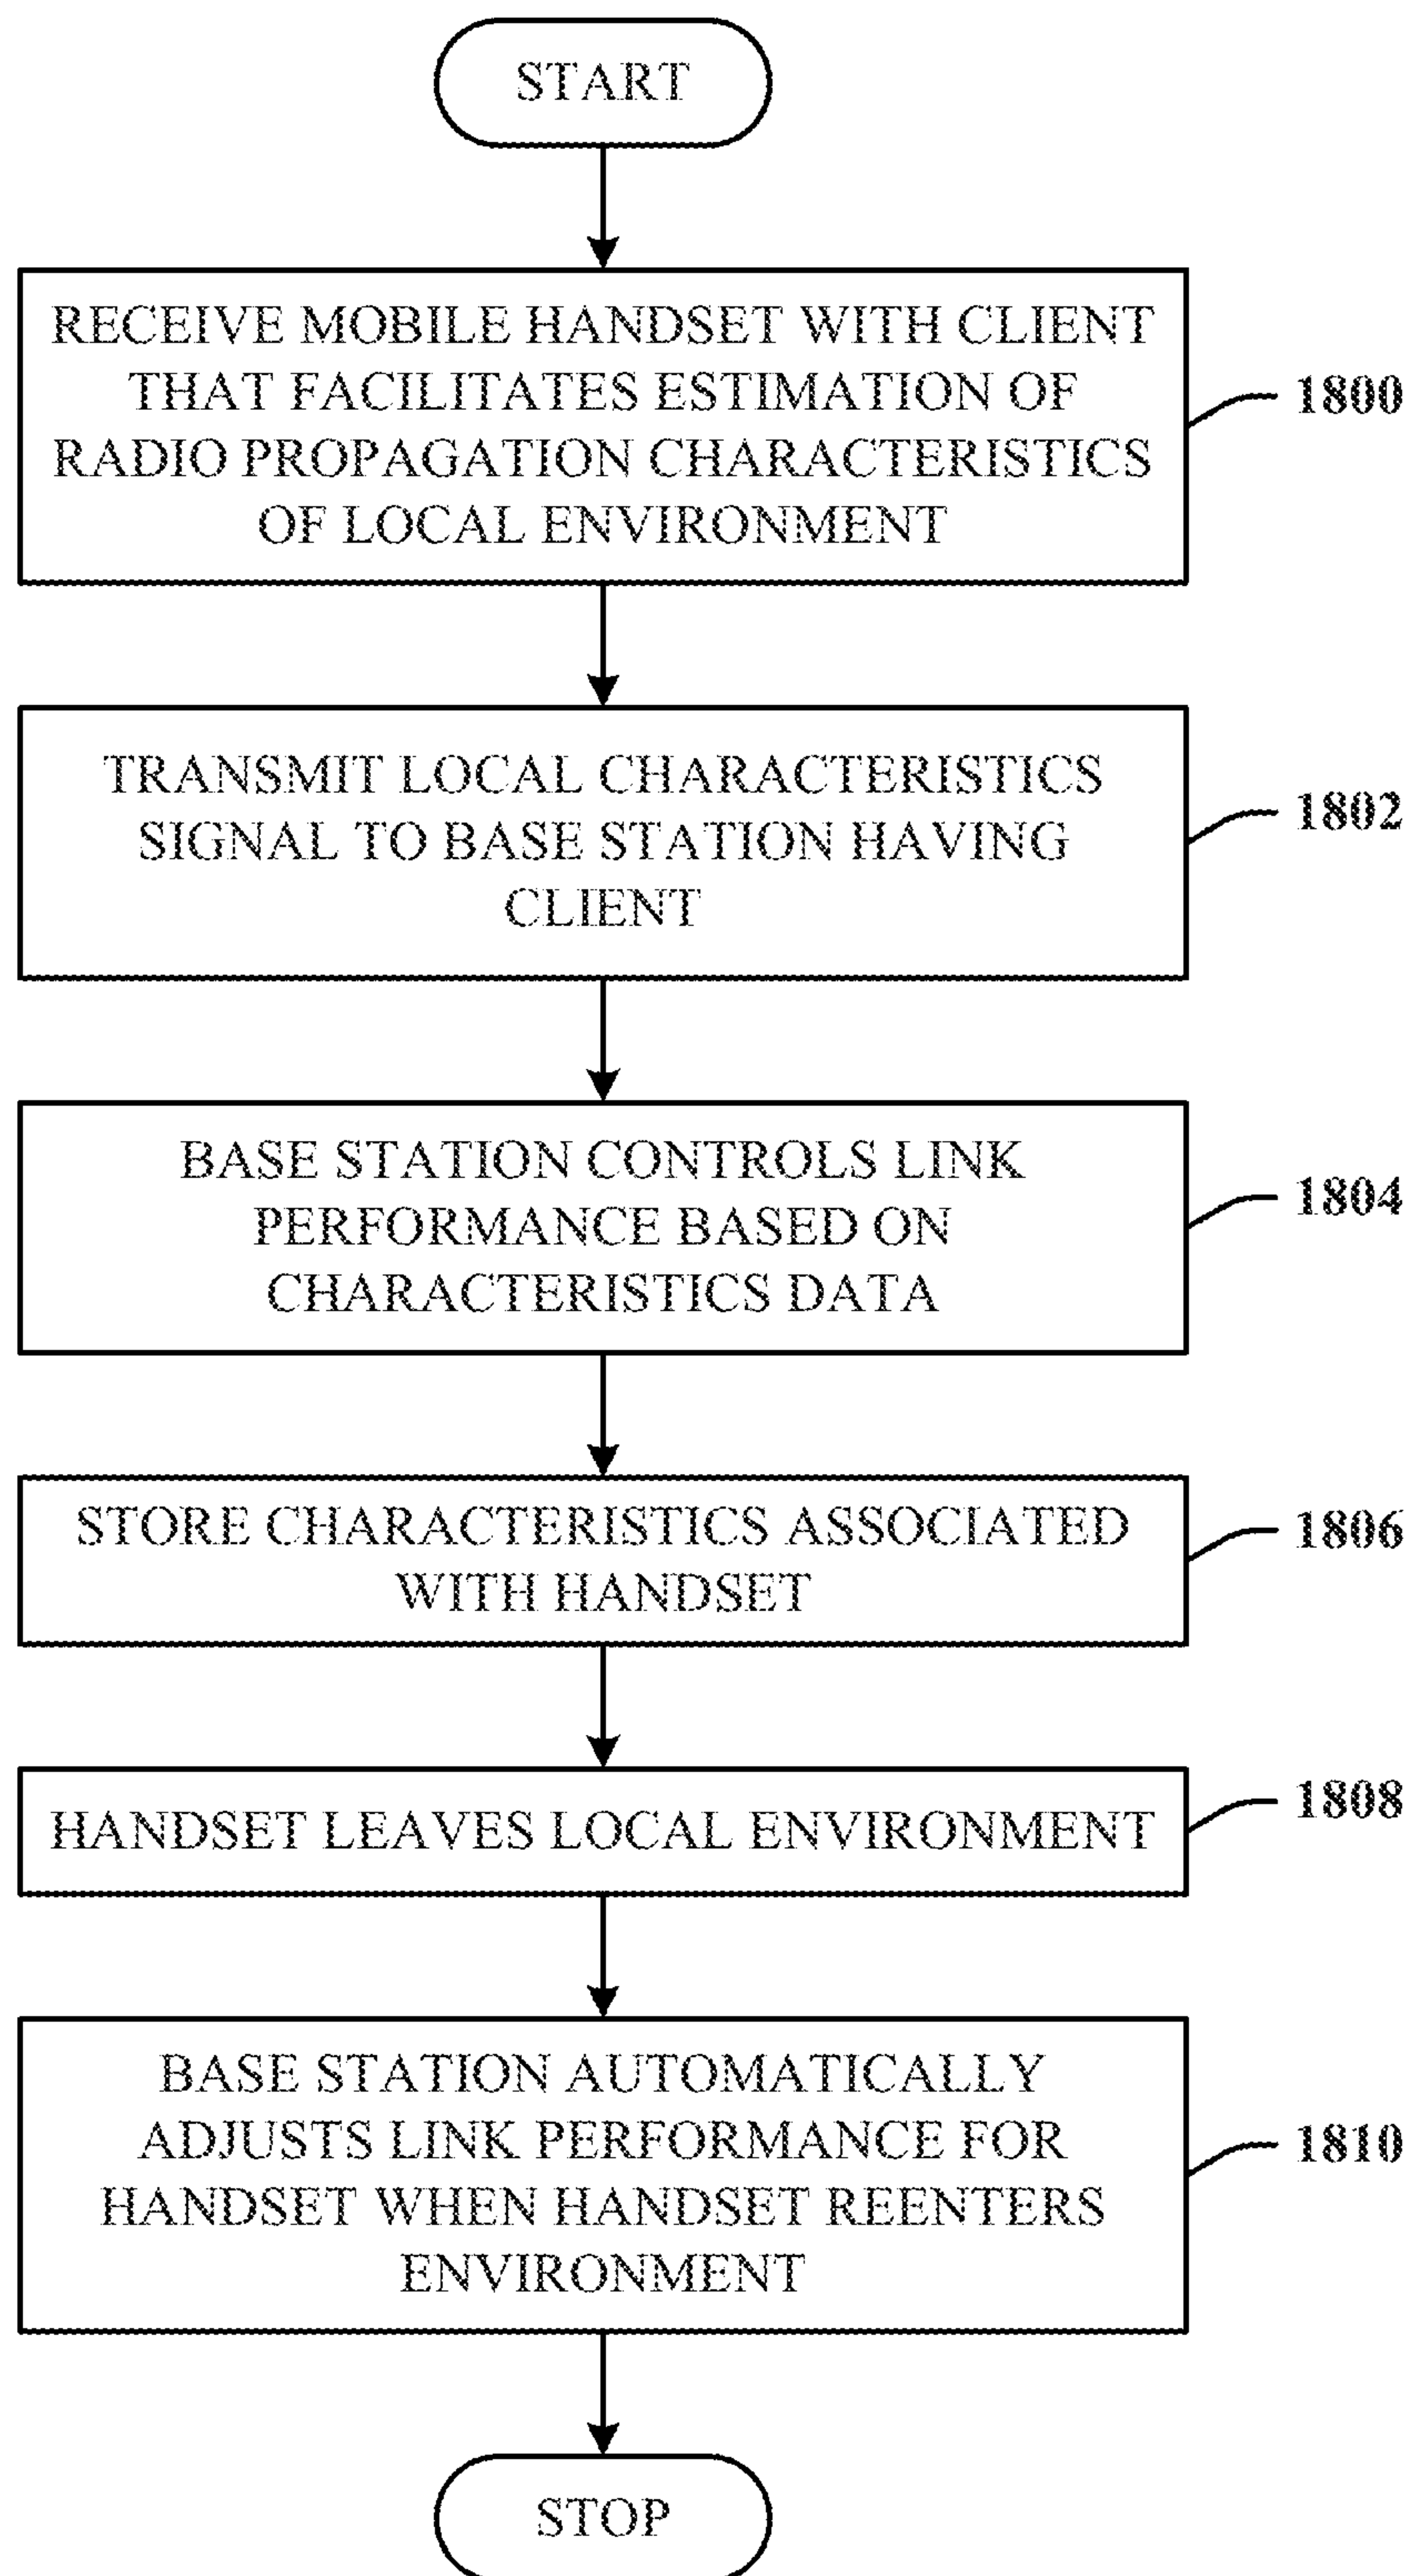 START
RECEIVE MOBILE HANDSET WITH CLIENT
THAT FACILITATES ESTIMATION OF
RADIO PROPAGATION CHARACTERISTICS
OF LOCAL ENVIRONMENT
1800
TRANSMIT LOCAL CHARACTERISTICS
SIGNAL TO BASE STATION HAVING
CLIENT
1802
BASE STATION CONTROLS LINK
PERFORMANCE BASED ON
CHARACTERISTICS DATA
1804
STORE CHARACTERISTICS ASSOCIATED
WITH HANDSET
1806
HANDSET LEAVES LOCAL ENVIRONMENT
1808
BASE STATION AUTOMATICALLY
ADJUSTS LINK PERFORMANCE FOR
HANDSET WHEN HANDSET REENTERS
ENVIRONMENT
1810
STOP